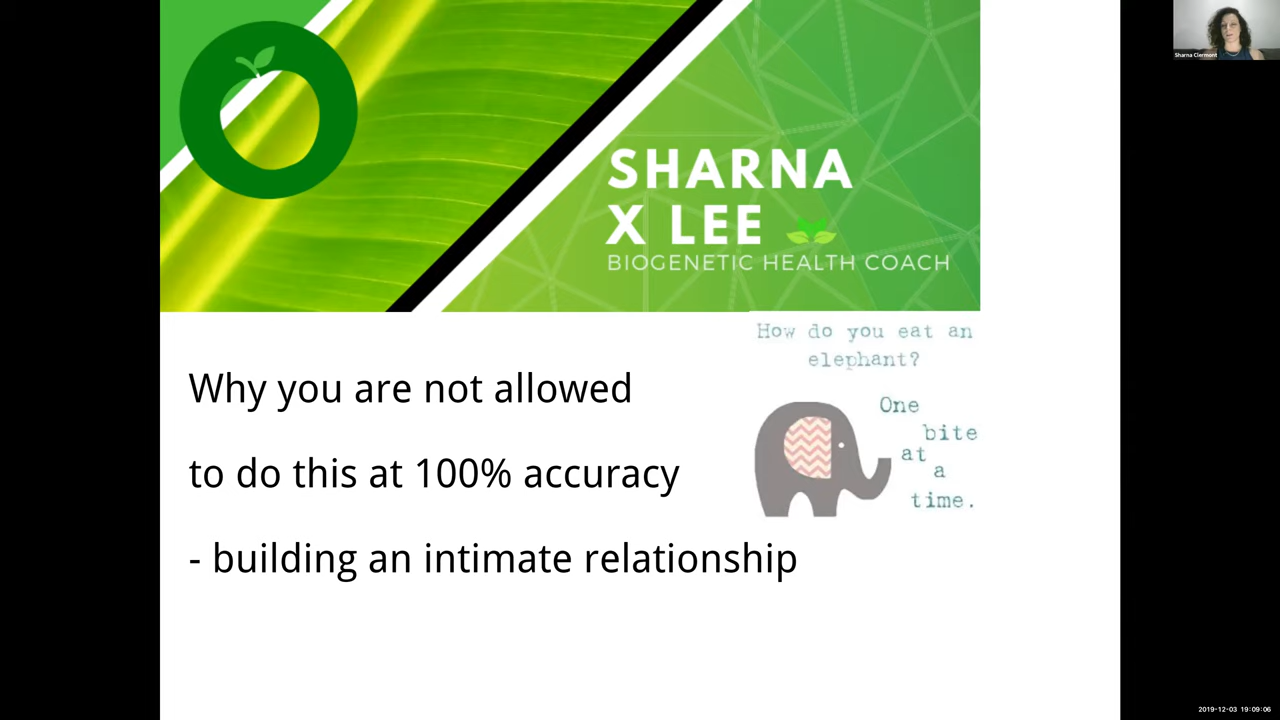 Sharna Clermont
SHARNA
X LEE
BIOGENETIC HEALTH COACH
How do you eat an
elephant?
One
bite
at
a
time.
Why you are not allowed
to do this at 100% accuracy
- building an intimate relationship
2019-12-03 19:09:06